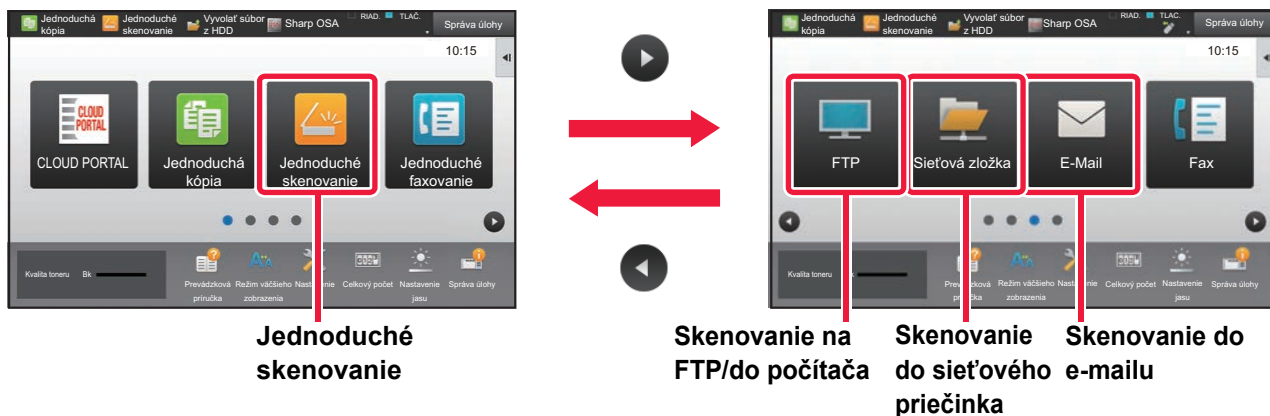 Jednoduchá
kópia
Jednoduché
skenovanie
Vyvolať súbor
z HDD
Sharp OSA
RIAD.
TLAČ.
Správa úlohy
10:15
CLOUD
PORTAL
CLOUD PORTAL
Jednoduchá
kópia
Jednoduché
skenovanie
Jednoduché
faxovanie
Kvalita toneru
Bk
Prevádzková
príručka
Režim väčšieho
zobrazenia
Nastavenie
Celkový počet
Nastavenie
jasu
Správa úlohy
Jednoduché
skenovanie
Jednoduchá
kópia
Jednoduché
skenovanie
Vyvolať súbor
z HDD
Sharp OSA
RIAD.
TLAČ.
Správa úlohy
10:15
FTP
Sieťová zložka
E-Mail
Fax
Kvalita toneru
Režim väčšieho
zobrazenia
Celkový počet
Nastavenie
jasu
Správa úlohy
Skenovanie na
FTP/do počítača
Skenovanie
do sieťového
priečinka
Skenovanie do
e-mailu